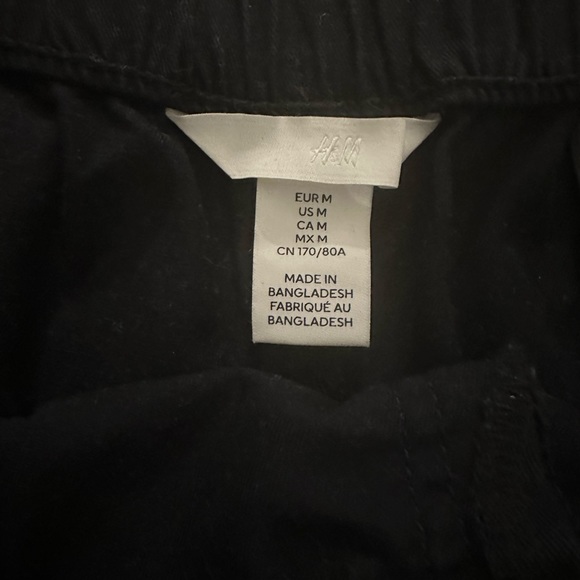 H&M
EUR M
US M
CA M
MX M
CN 170/80A
MADE IN
BANGLADESH
FABRIQUÉ AU
BANGLADESH